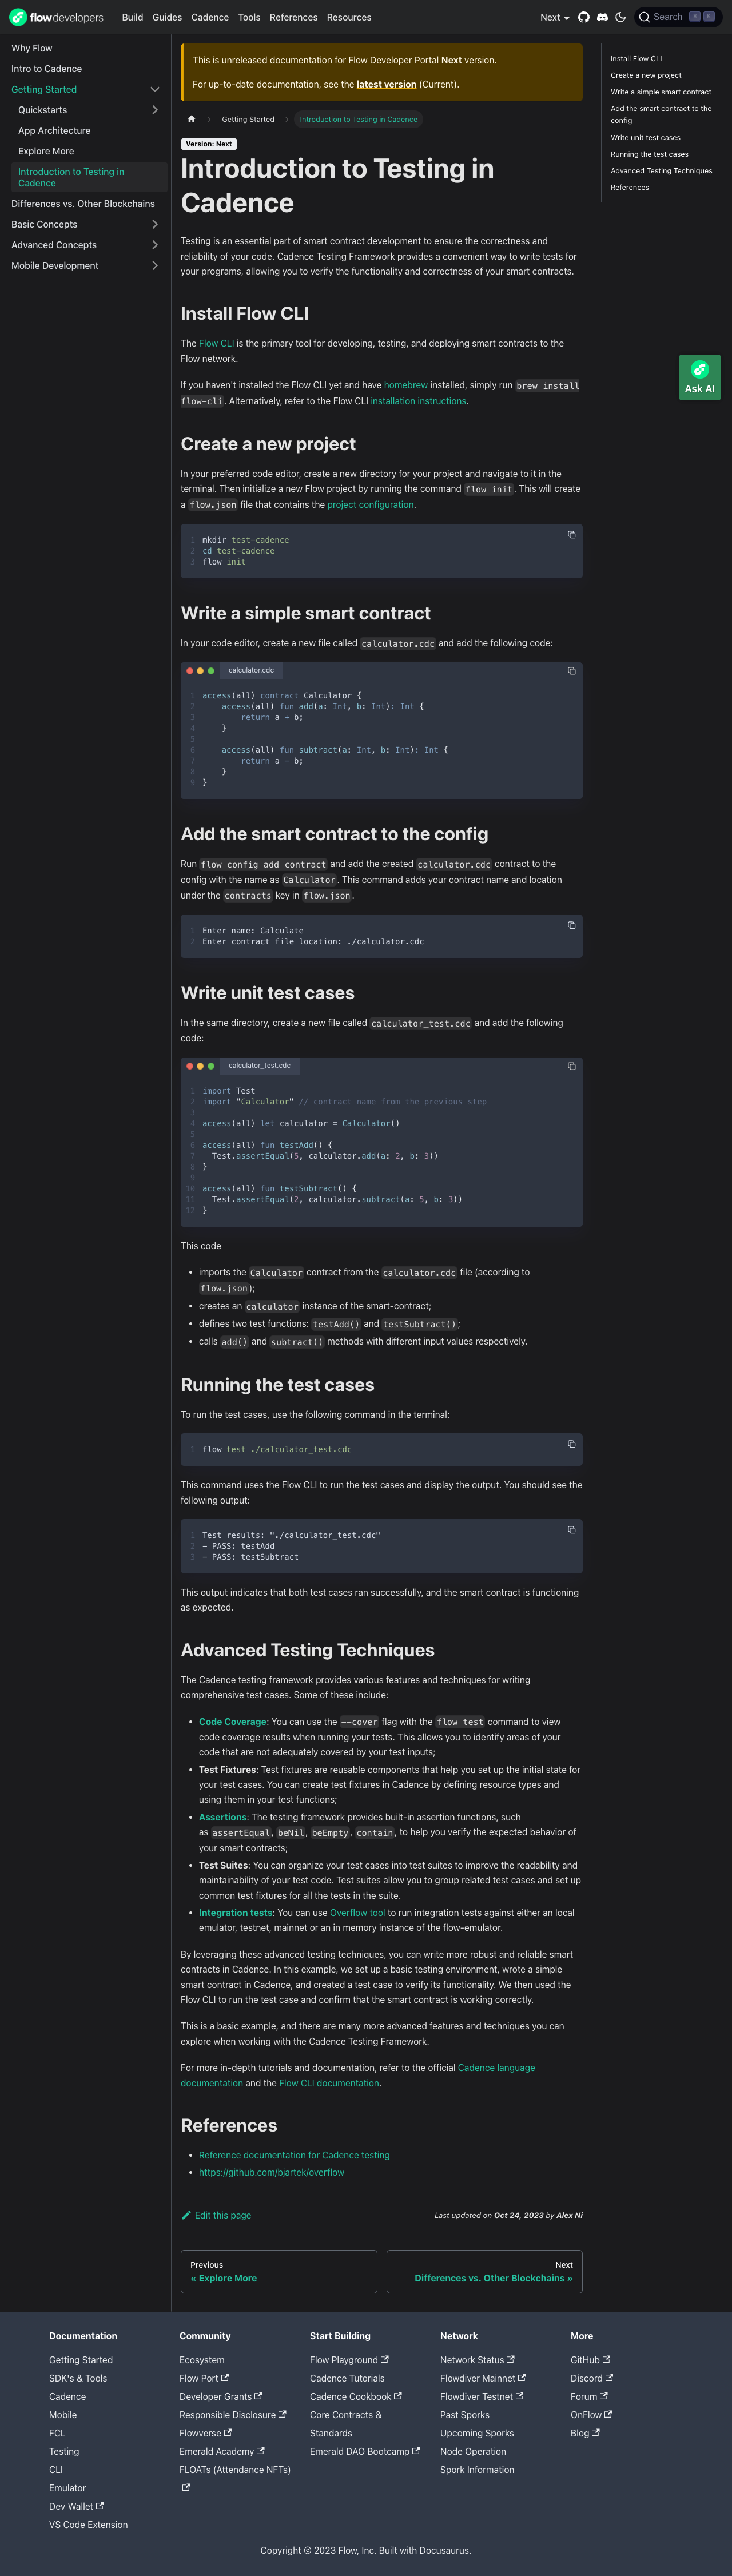 flow developers
Build Guides Cadence Tools References Resources
Next
Search
Why Flow
Intro to Cadence
Getting Started
Quickstarts
App Architecture
Explore More
Introduction to Testing in
Cadence
Differences vs. Other Blockchains
Basic Concepts
Advanced Concepts
Mobile Development
This is unreleased documentation for Flow Developer Portal Next version.
For up-to-date documentation, see the latest version (Current).
Getting Started
Introduction to Testing in Cadence
Version: Next
Introduction to Testing in
Cadence
Testing is an essential part of smart contract development to ensure the correctness and
reliability of your code. Cadence Testing Framework provides a convenient way to write tests for
your programs, allowing you to verify the functionality and correctness of your smart contracts.
Install Flow CLI
The Flow CLI is the primary tool for developing, testing, and deploying smart contracts to the
Flow network.
If you haven't installed the Flow CLI yet and have homebrew installed, simply run brew install
flow-cli. Alternatively, refer to the Flow CLI installation instructions.
Create a new project
In your preferred code editor, create a new directory for your project and navigate to it in the
terminal. Then initialize a new Flow project by running the command flow init. This will create
a flow.json file that contains the project configuration.
1 mkdir test-cadence
2 cd test-cadence
3 flow init
Write a simple smart contract
In your code editor, create a new file called calculator.cdc and add the following code:
calculator.cdc
1 access(all) contract Calculator {
2     access(all) fun add(a: Int, b: Int): Int {
3         return a + b;
4     }
5
6     access(all) fun subtract(a: Int, b: Int): Int {
7         return a - b;
8     }
9 }
Add the smart contract to the config
Run flow config add contract and add the created calculator.cdc contract to the
config with the name as Calculator. This command adds your contract name and location
under the contracts key in flow.json.
1 Enter name: Calculate
2 Enter contract file location: ./calculator.cdc
Write unit test cases
In the same directory, create a new file called calculator_test.cdc and add the following
code:
calculator_test.cdc
1 import Test
2 import "Calculator" // contract name from the previous step
3
4 access(all) let calculator = Calculator()
5
6 access(all) fun testAdd() {
7   Test.assertEqual(5, calculator.add(a: 2, b: 3))
8 }
9
10 access(all) fun testSubtract() {
11   Test.assertEqual(2, calculator.subtract(a: 5, b: 3))
12 }
This code
• imports the Calculator contract from the calculator.cdc file (according to
flow.json);
• creates an calculator instance of the smart-contract;
• defines two test functions: testAdd() and testSubtract();
• calls add() and subtract() methods with different input values respectively.
Running the test cases
To run the test cases, use the following command in the terminal:
1 flow test ./calculator_test.cdc
This command uses the Flow CLI to run the test cases and display the output. You should see the
following output:
1 Test results: "./calculator_test.cdc"
2 - PASS: testAdd
3 - PASS: testSubtract
This output indicates that both test cases ran successfully, and the smart contract is functioning
as expected.
Advanced Testing Techniques
The Cadence testing framework provides various features and techniques for writing
comprehensive test cases. Some of these include:
• Code Coverage: You can use the --cover flag with the flow test command to view
code coverage results when running your tests. This allows you to identify areas of your
code that are not adequately covered by your test inputs;
• Test Fixtures: Test fixtures are reusable components that help you set up the initial state for
your test cases. You can create test fixtures in Cadence by defining resource types and
using them in your test functions;
• Assertions: The testing framework provides built-in assertion functions, such
as assertEqual, beNil, beEmpty, contain, to help you verify the expected behavior of
your smart contracts;
• Test Suites: You can organize your test cases into test suites to improve the readability and
maintainability of your test code. Test suites allow you to group related test cases and set up
common test fixtures for all the tests in the suite.
• Integration tests: You can use Overflow tool to run integration tests against either an local
emulator, testnet, mainnet or an in memory instance of the flow-emulator.
By leveraging these advanced testing techniques, you can write more robust and reliable smart
contracts in Cadence. In this example, we set up a basic testing environment, wrote a simple
smart contract in Cadence, and created a test case to verify its functionality. We then used the
Flow CLI to run the test case and confirm that the smart contract is working correctly.
This is a basic example, and there are many more advanced features and techniques you can
explore when working with the Cadence Testing Framework.
For more in-depth tutorials and documentation, refer to the official Cadence language
documentation and the Flow CLI documentation.
References
• Reference documentation for Cadence testing
• https://github.com/bjartek/overflow
Edit this page
Last updated on Oct 24, 2023 by Alex Ni
Previous
« Explore More
Next
Differences vs. Other Blockchains »
Install Flow CLI
Create a new project
Write a simple smart contract
Add the smart contract to the
config
Write unit test cases
Running the test cases
Advanced Testing Techniques
References
Ask AI
Documentation
Getting Started
SDK's & Tools
Cadence
Mobile
FCL
Testing
CLI
Emulator
Dev Wallet
VS Code Extension
Community
Ecosystem
Flow Port
Developer Grants
Responsible Disclosure
Flowverse
Emerald Academy
FLOATs (Attendance NFTs)
Start Building
Flow Playground
Cadence Tutorials
Cadence Cookbook
Core Contracts &
Standards
Emerald DAO Bootcamp
Network
Network Status
Flowdiver Mainnet
Flowdiver Testnet
Past Sporks
Upcoming Sporks
Node Operation
Spork Information
More
GitHub
Discord
Forum
OnFlow
Blog
Copyright © 2023 Flow, Inc. Built with Docusaurus.